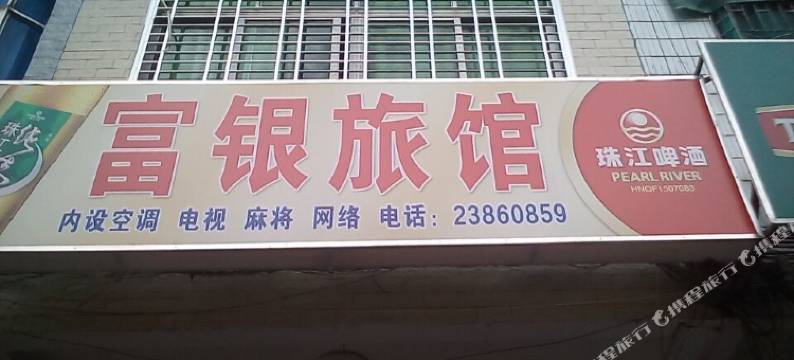 富银旅馆
内设空调 电视 麻将 网络 电话：23860859
珠江啤酒
PEARL RIVER
HNQF1507083
携程旅行